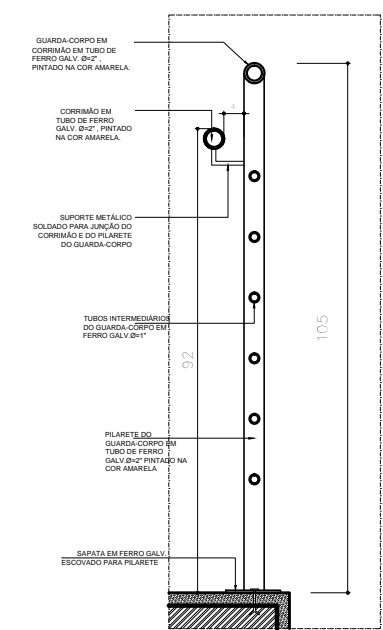 GUARDA-CORPO EM
CORRIMÃO EM TUBO DE
FERRO GALV. Ø=2" ,
PINTADO NA COR AMARELA.
4
CORRIMÃO EM
TUBO DE FERRO
GALV. Ø=2" , PINTADO
NA COR AMARELA.
SUPORTE METÁLICO
SOLDADO PARA JUNÇÃO DO
CORRIMÃO E DO PILARETE
DO GUARDA-CORPO
TUBOS INTERMEDIÁRIOS
DO GUARDA-CORPO EM
FERRO GALV.Ø=1"
105
92
PILARETE DO
GUARDA-CORPO EM
TUBO DE FERRO
GALV.Ø=2" PINTADO NA
COR AMARELA
SAPATA EM FERRO GALV.
ESCOVADO PARA PILARETE